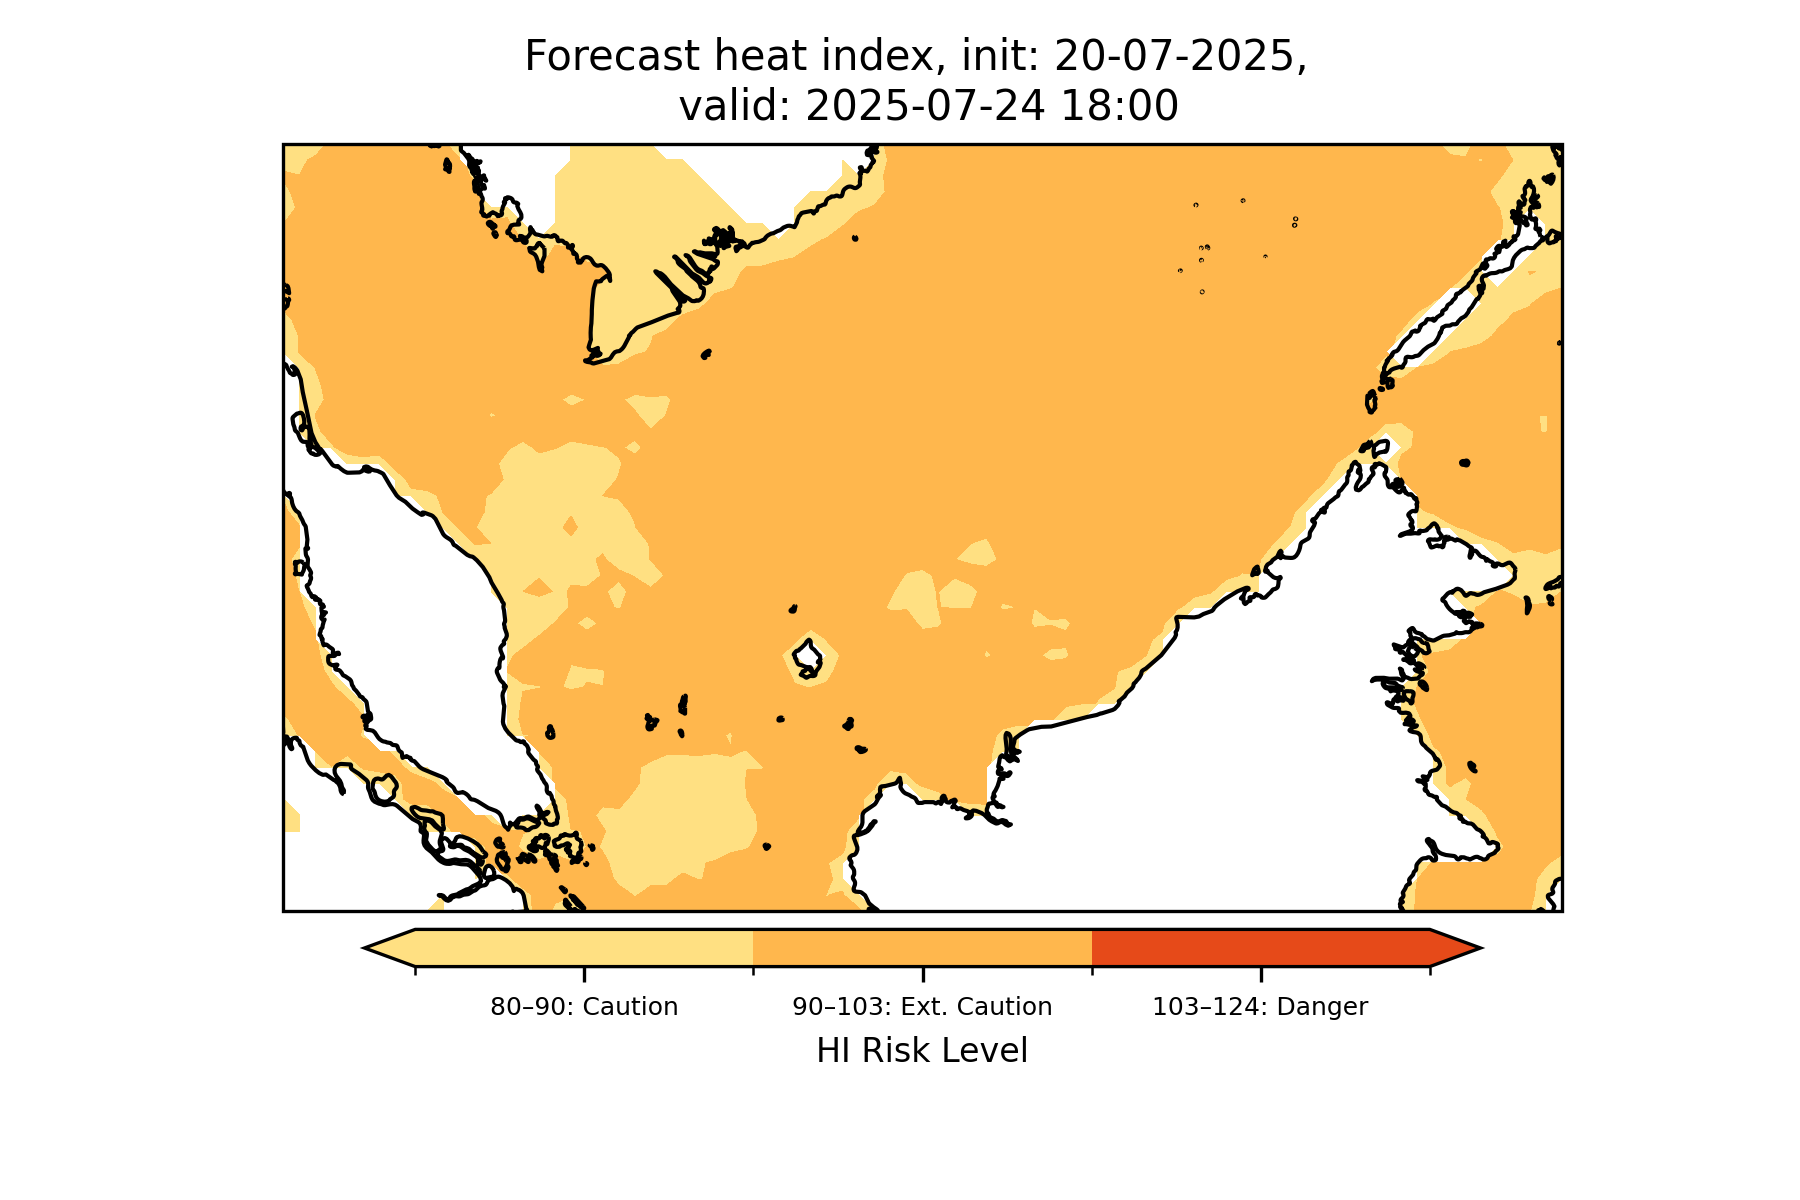 Forecast heat index, init: 20-07-2025,
valid: 2025-07-24 18:00
80–90: Caution
90–103: Ext. Caution
103–124: Danger
HI Risk Level